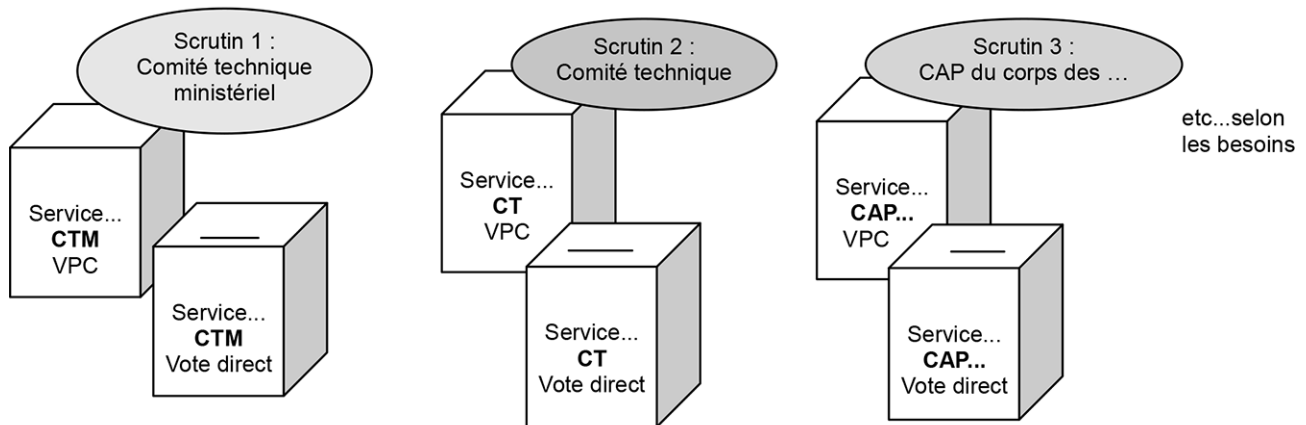 Scrutin 1 :
Comité technique
ministériel
Service...
CTM
VPC
Service...
CTM
Vote direct
Scrutin 2 :
Comité technique
Service...
CT
VPC
Service...
CT
Vote direct
Scrutin 3 :
CAP du corps des ...
Service...
CAP...
VPC
Service...
CAP...
Vote direct
etc...selon
les besoins